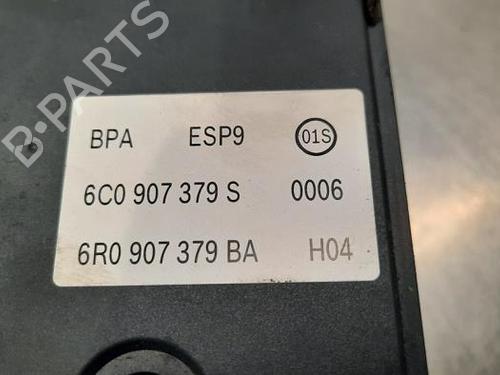 B-PARTS
BPA ESP9 01S
6C0 907 379 S 0006
6R0 907 379 BA H04